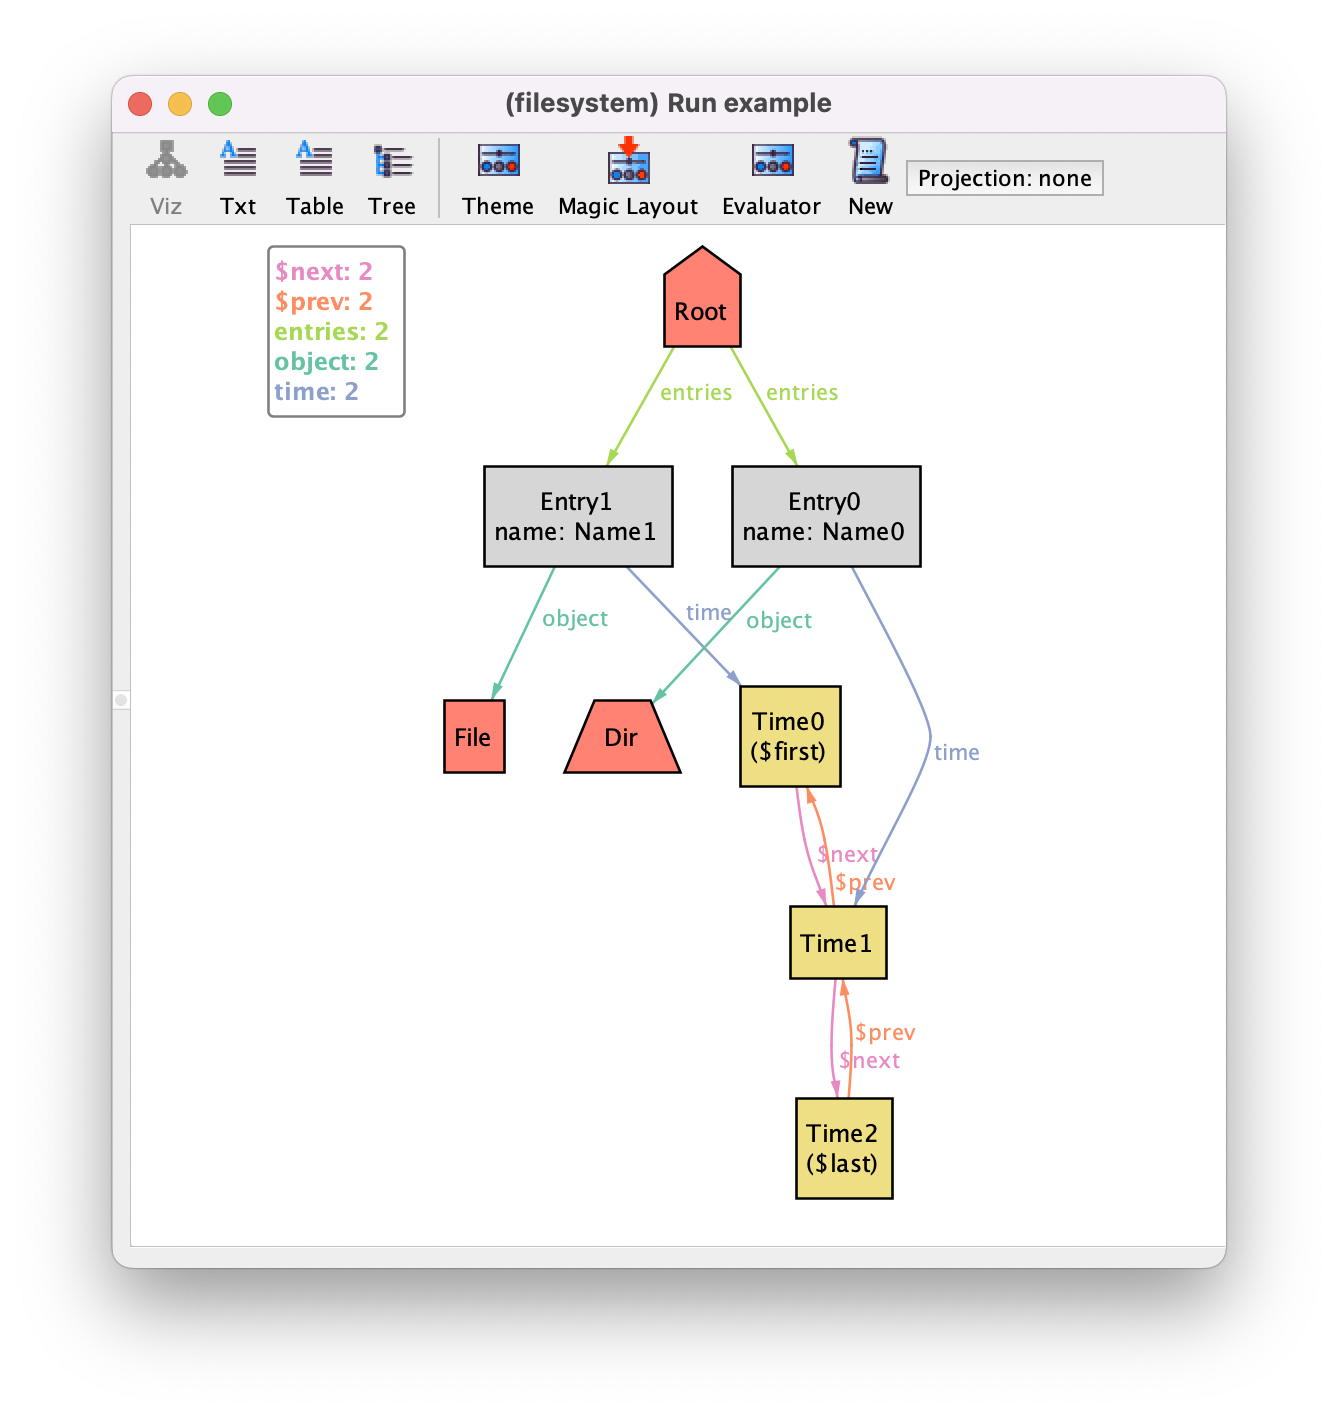 (filesystem) Run example
Viz
Txt
Table
Tree
Theme
Magic Layout
Evaluator
New
Projection: none
$next: 2
$prev: 2
entries: 2
object: 2
time: 2
Root
entries
entries
Entry1
name: Name1
Entry0
name: Name0
object
time
object
File
Dir
Time0
($first)
time
$next
$prev
Time1
$prev
$next
Time2
($last)